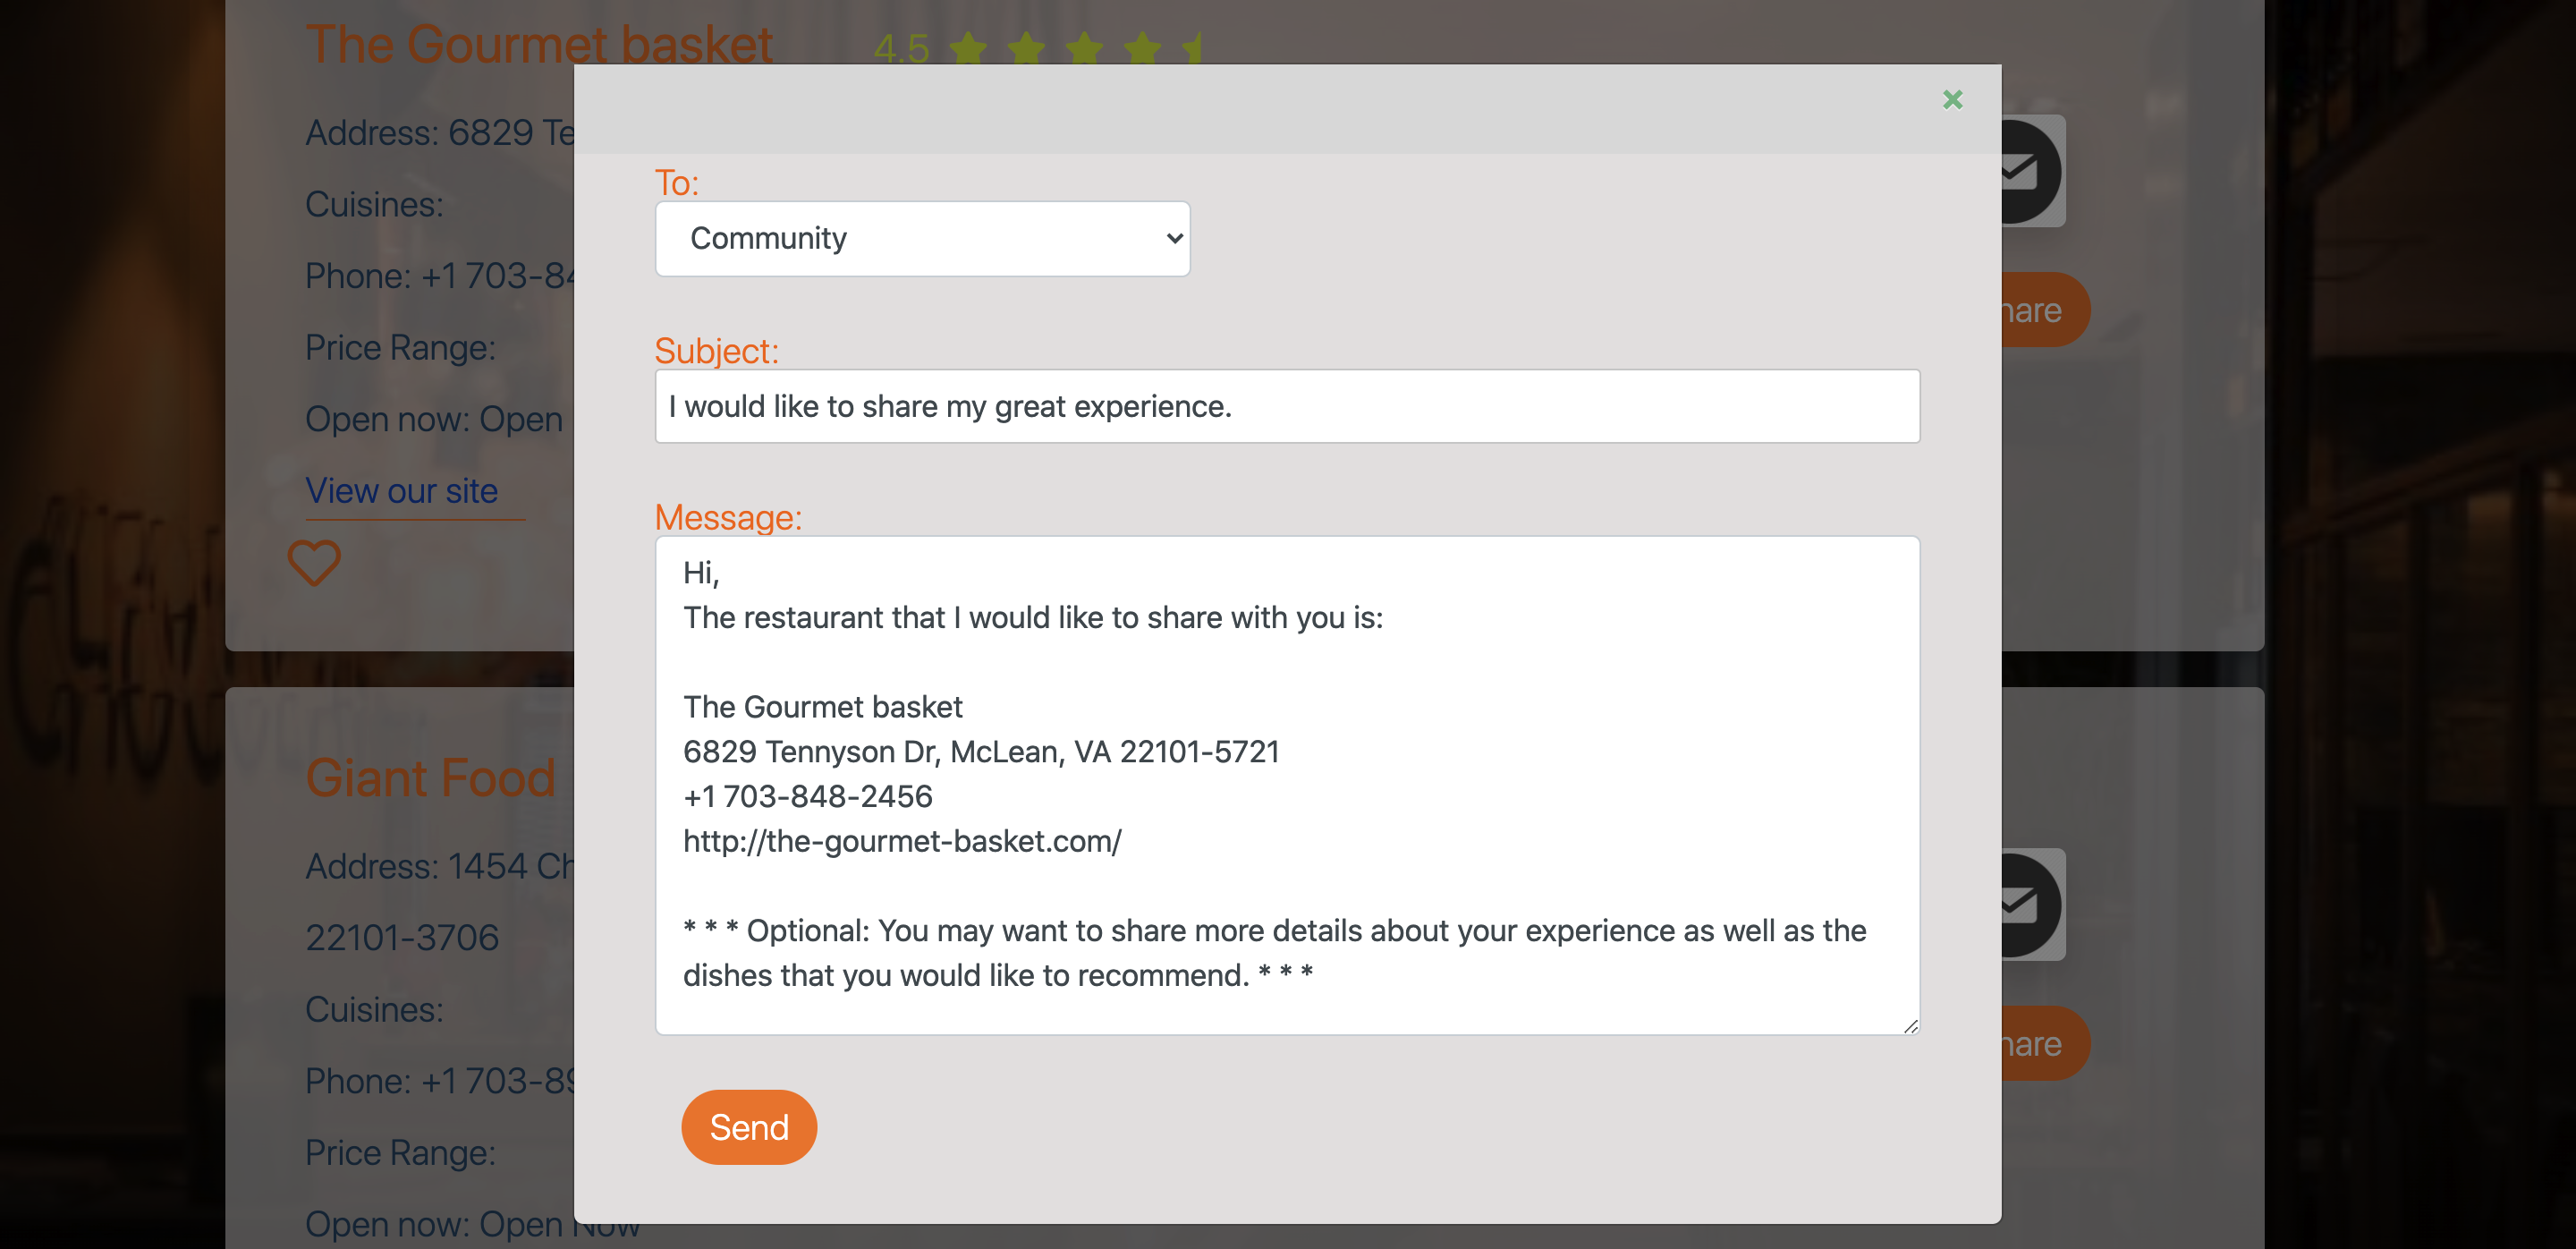 The Gourmet basket
4.5
Address: 6829 Te
Cuisines:
Phone: +1 703-84
Price Range:
Open now: Open
View our site
hare
To:
Community
Subject:
I would like to share my great experience.
Message:
Hi,
The restaurant that I would like to share with you is:
The Gourmet basket
6829 Tennyson Dr, McLean, VA 22101-5721
+1 703-848-2456
http://the-gourmet-basket.com/
* * * Optional: You may want to share more details about your experience as well as the
dishes that you would like to recommend. * * *
Send
Giant Food
Address: 1454 Ch
22101-3706
Cuisines:
Phone: +1 703-89
Price Range:
Open now: Open Now
hare